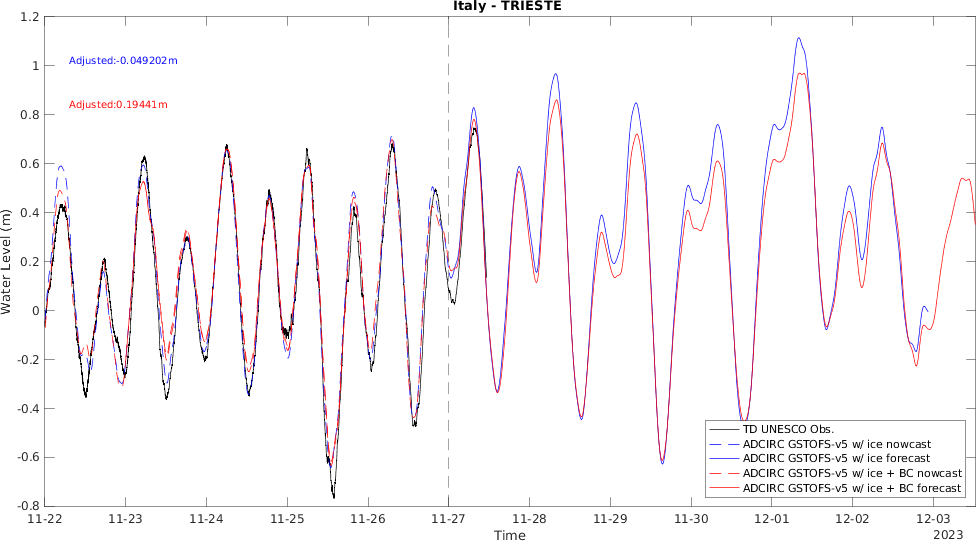 Italy - TRIESTE
1.2
1
0.8
0.6
0.4
0.2
0
-0.2
-0.4
-0.6
-0.8
Water Level (m)
Adjusted:-0.049202m
Adjusted:0.19441m
TD UNESCO Obs.
ADCIRC GSTOFS-v5 w/ ice nowcast
ADCIRC GSTOFS-v5 w/ ice forecast
ADCIRC GSTOFS-v5 w/ ice + BC nowcast
ADCIRC GSTOFS-v5 w/ ice + BC forecast
11-22 11-23 11-24 11-25 11-26 11-27 11-28 11-29 11-30 12-01 12-02 12-03
Time
2023